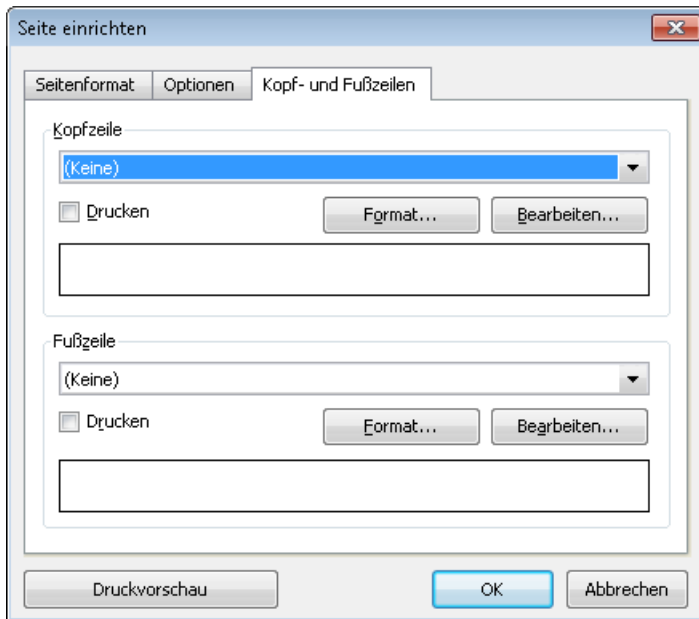 Seite einrichten
Seitenformat Optionen Kopf- und Fußzeilen
Kopfzeile
(Keine)
Drucken Format... Bearbeiten...
Fußzeile
(Keine)
Drucken Format... Bearbeiten...
Druckvorschau OK Abbrechen